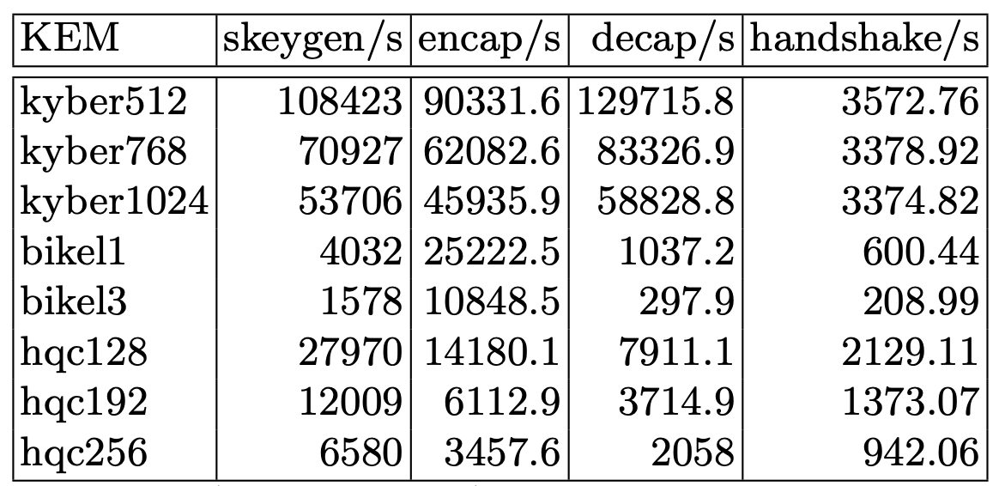 KEM skeygen/s encap/s decap/s handshake/s
kyber512 108423 90331.6 129715.8 3572.76
kyber768 70927 62082.6 83326.9 3378.92
kyber1024 53706 45935.9 58828.8 3374.82
bikel1 4032 25222.5 1037.2 600.44
bikel3 1578 10848.5 297.9 208.99
hqc128 27970 14180.1 7911.1 2129.11
hqc192 12009 6112.9 3714.9 1373.07
hqc256 6580 3457.6 2058 942.06